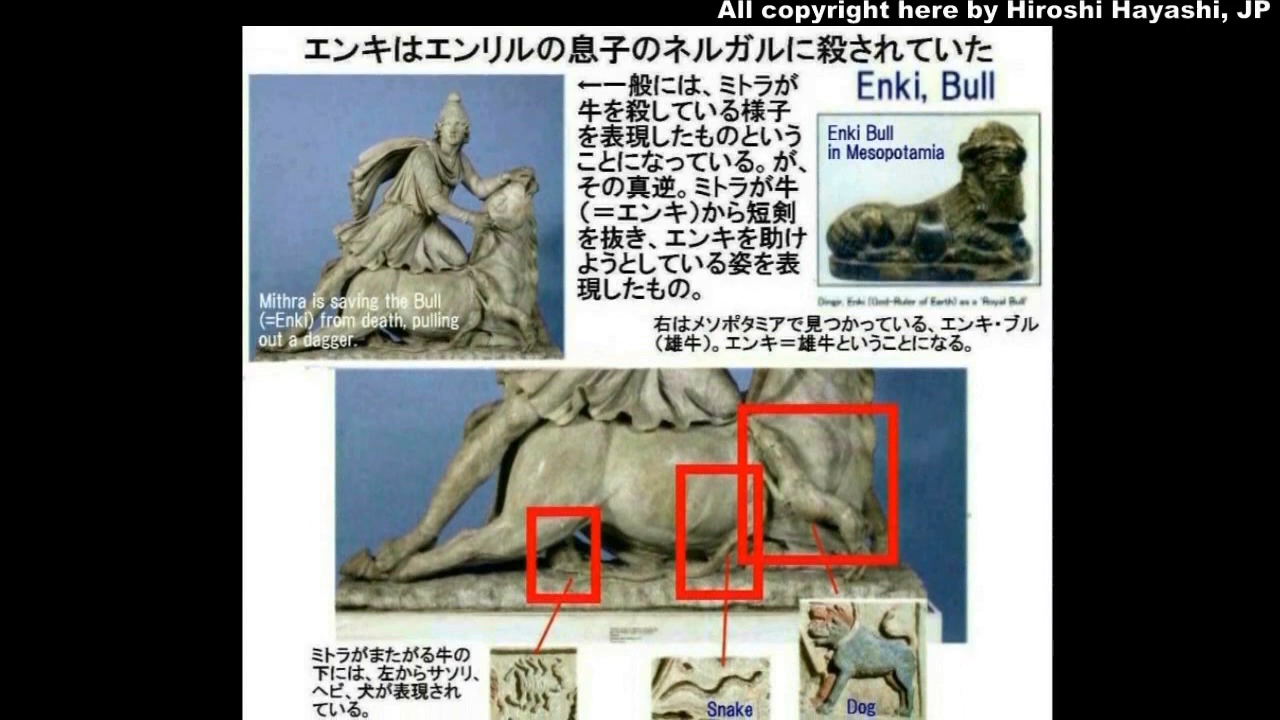 All copyright here by Hiroshi Hayashi, JP
エンキはエンリルの息子のネルガルに殺されていた
←一般には、ミトラが
牛を殺している様子
を表現したものという
ことになっている。が、
その真逆。ミトラが牛
（＝エンキ）から短剣
を抜き、エンキを助け
ようとしている姿を表
現したもの。
Enki, Bull
Enki Bull
in Mesopotamia
Dingir, Enki (God-Ruler of Earth) as a 'Royal Bull'
Mithra is saving the Bull
(=Enki) from death, pulling
out a dagger.
右はメソポタミアで見つかっている、エンキ・ブル
（雄牛）。エンキ＝雄牛ということになる。
ミトラがまたがる牛の
下には、左からサソリ、
ヘビ、犬が表現され
ている。
Snake
Dog